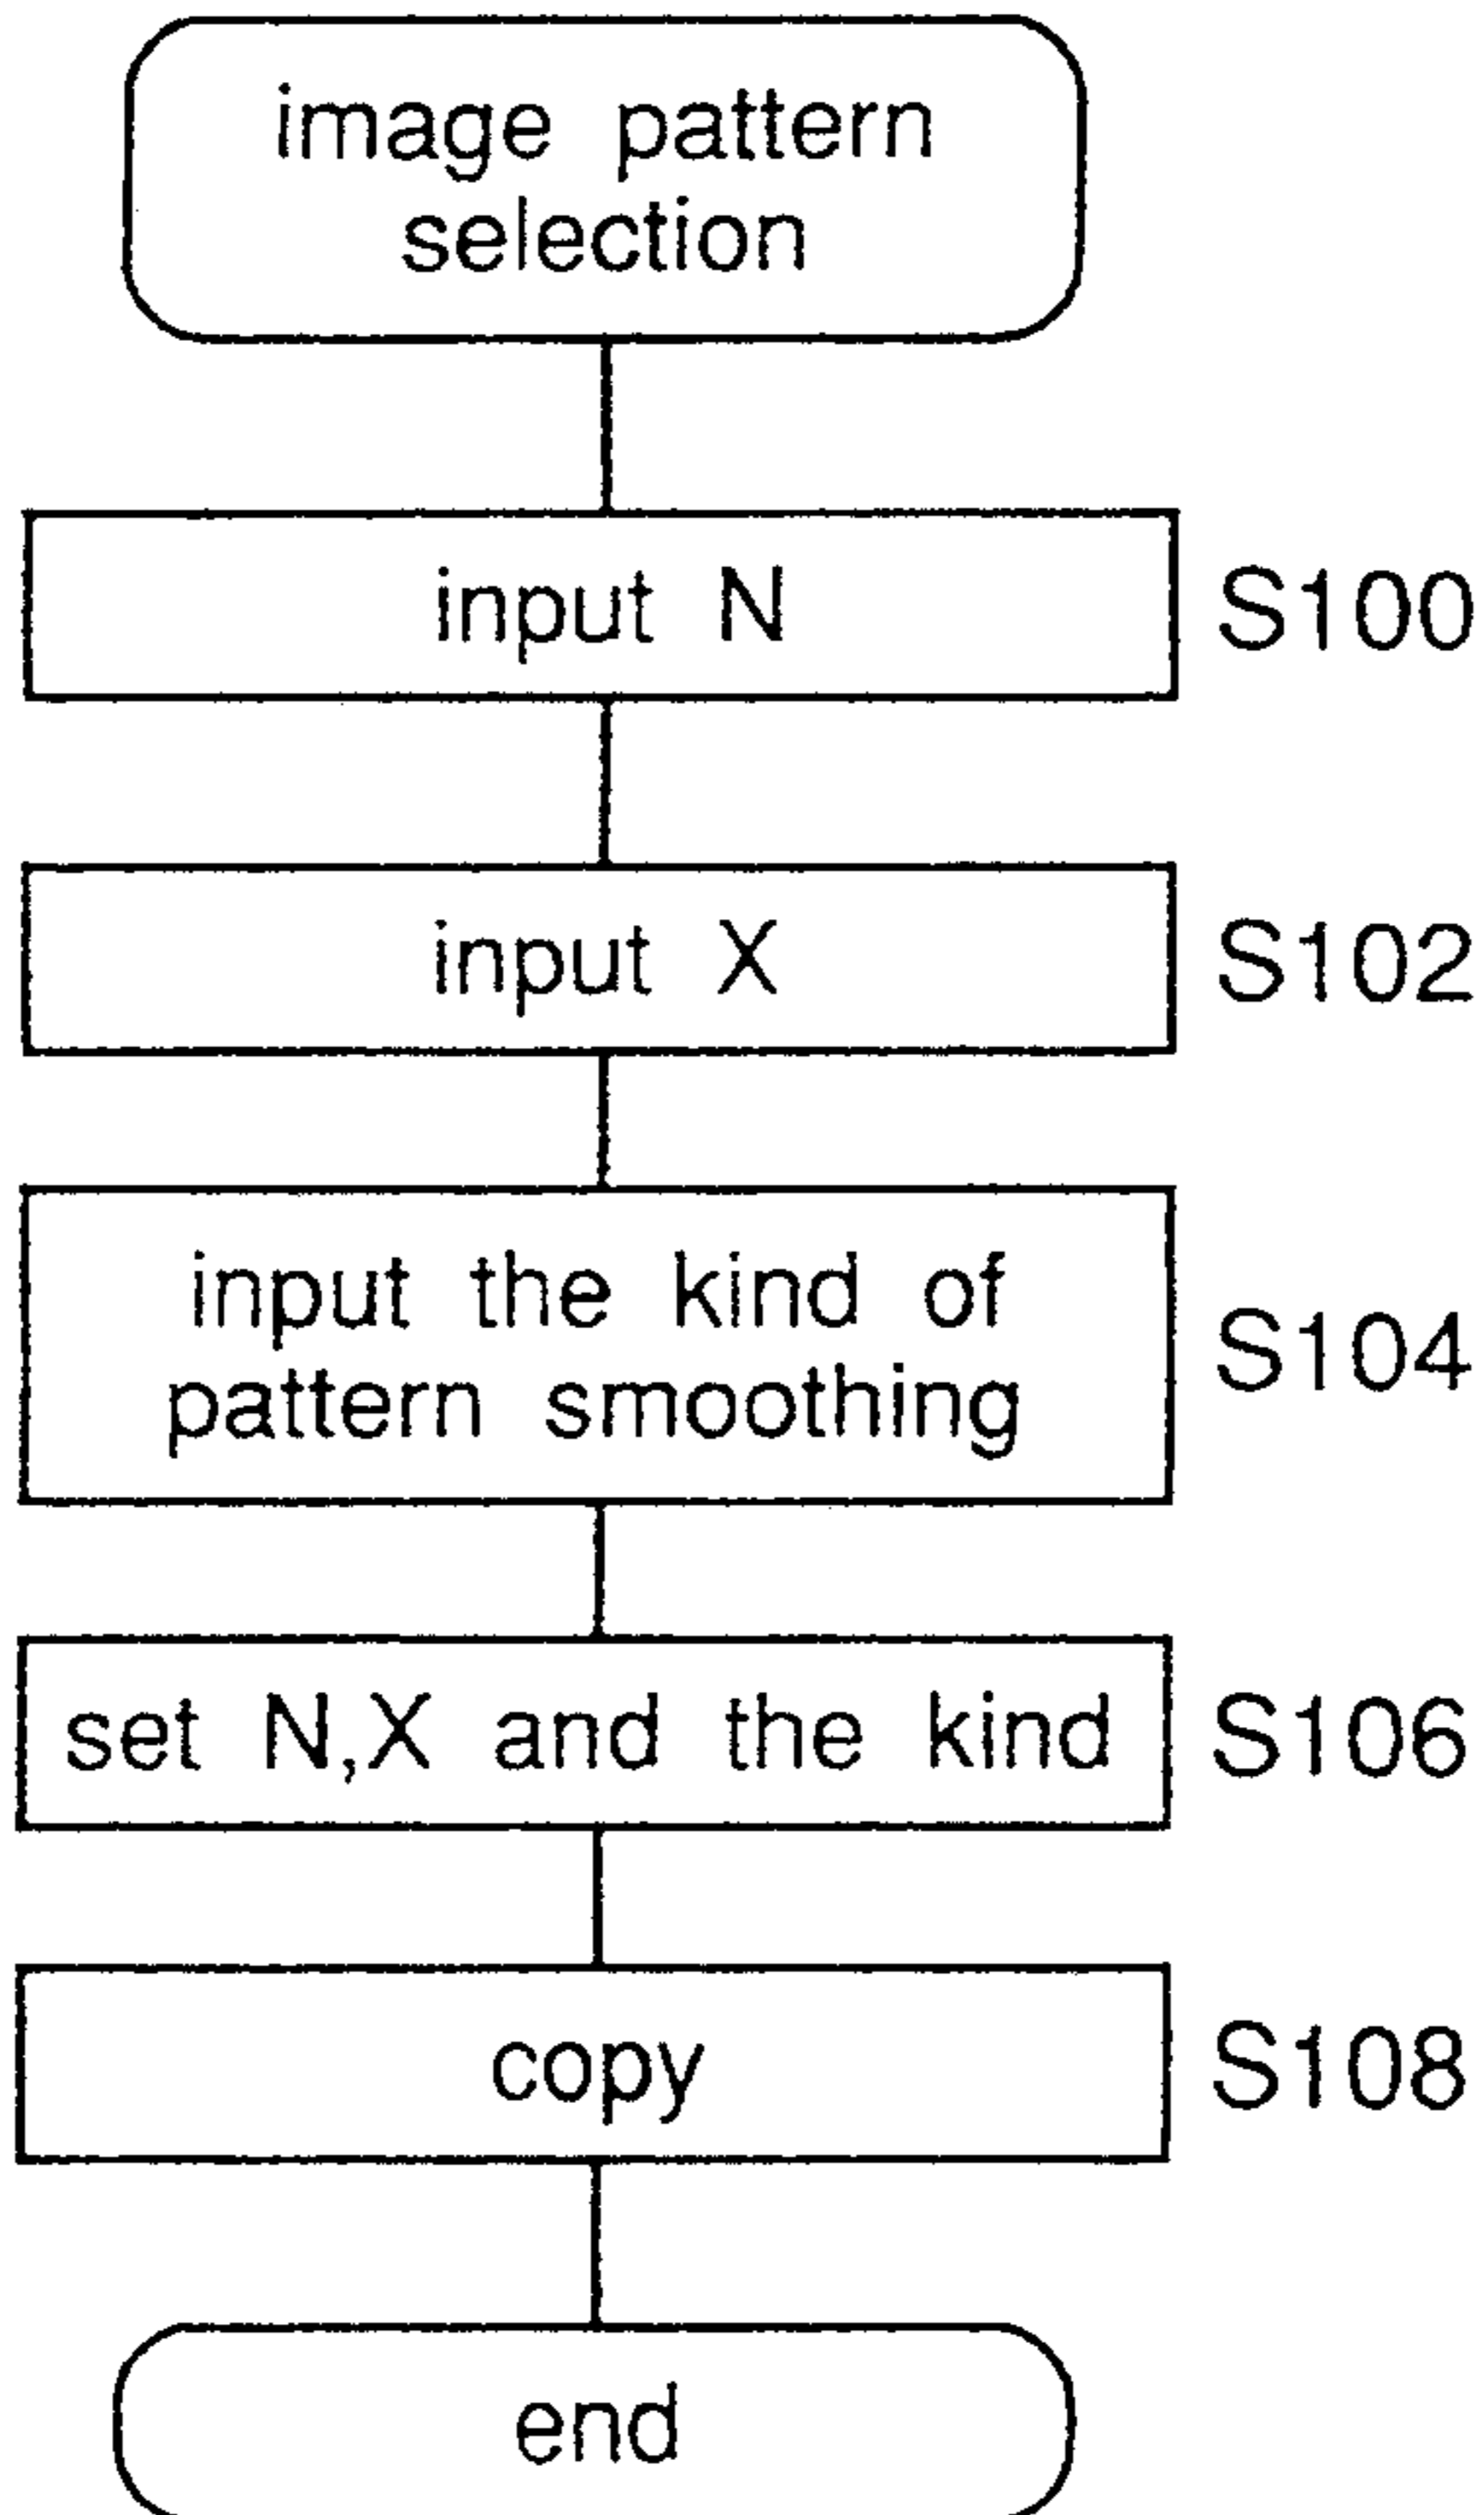 image pattern
selection
input N
S100
input X
S102
input the kind of
pattern smoothing
S104
set N,X and the kind
S106
copy
S108
end